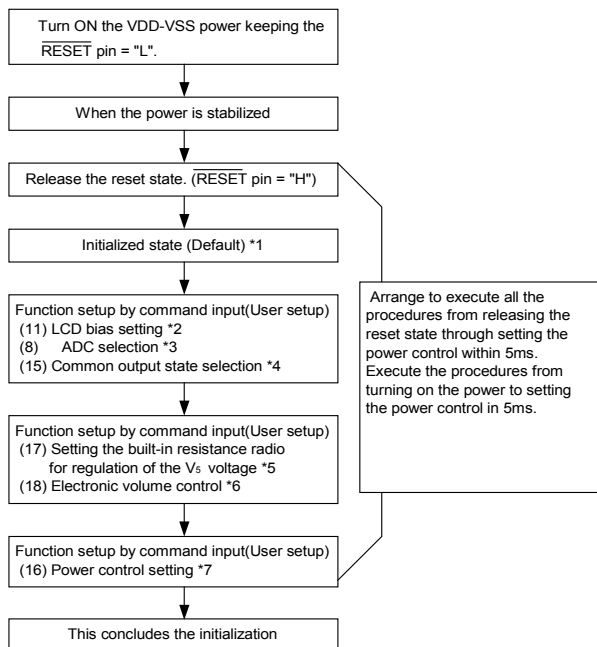 Turn ON the VDD-VSS power keeping the
RESET pin = "L".
When the power is stabilized
Release the reset state. (RESET pin = "H")
Initialized state (Default) *1
Function setup by command input(User setup)
(11) LCD bias setting *2
(8) ADC selection *3
(15) Common output state selection *4
Function setup by command input(User setup)
(17) Setting the built-in resistance radio
for regulation of the V5 voltage *5
(18) Electronic volume control *6
Function setup by command input(User setup)
(16) Power control setting *7
This concludes the initialization
Arrange to execute all the
procedures from releasing the
reset state through setting the
power control within 5ms.
Execute the procedures from
turning on the power to setting
the power control in 5ms.